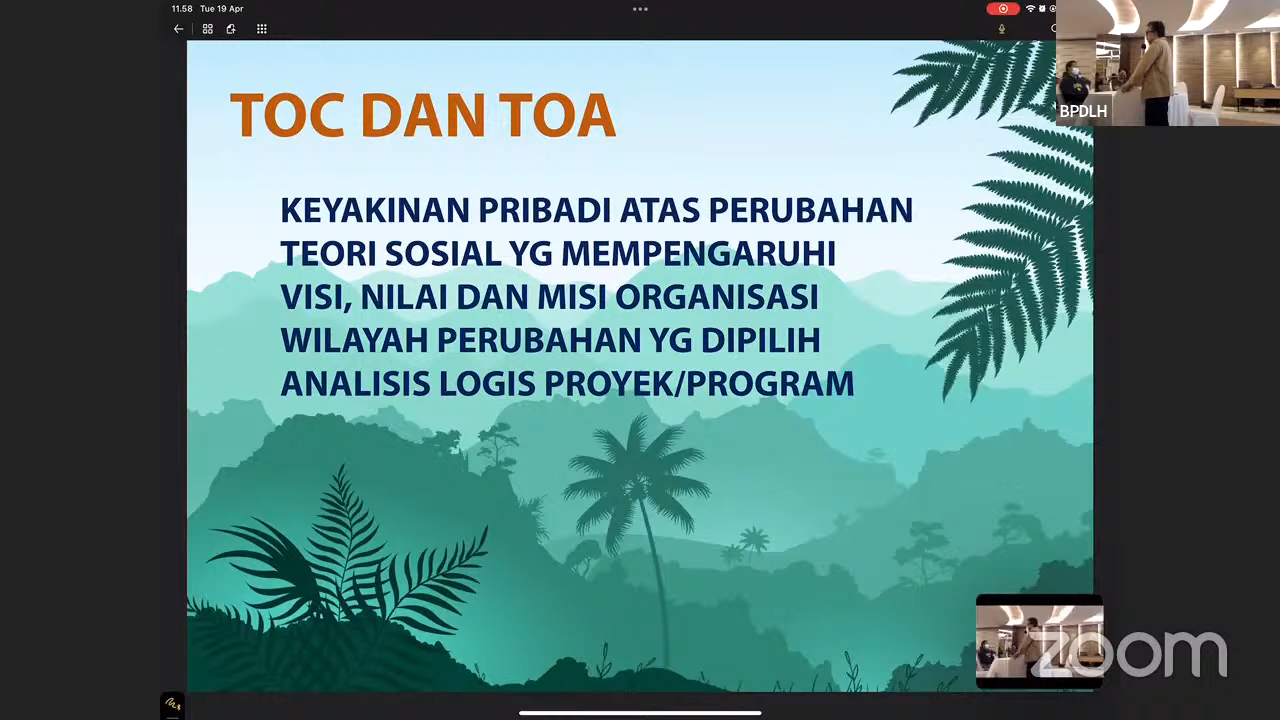 11.58 Tue 19 Apr
BPDLH
TOC DAN TOA
KEYAKINAN PRIBADI ATAS PERUBAHAN
TEORI SOSIAL YG MEMPENGARUHI
VISI, NILAI DAN MISI ORGANISASI
WILAYAH PERUBAHAN YG DIPILIH
ANALISIS LOGIS PROYEK/PROGRAM
zoom